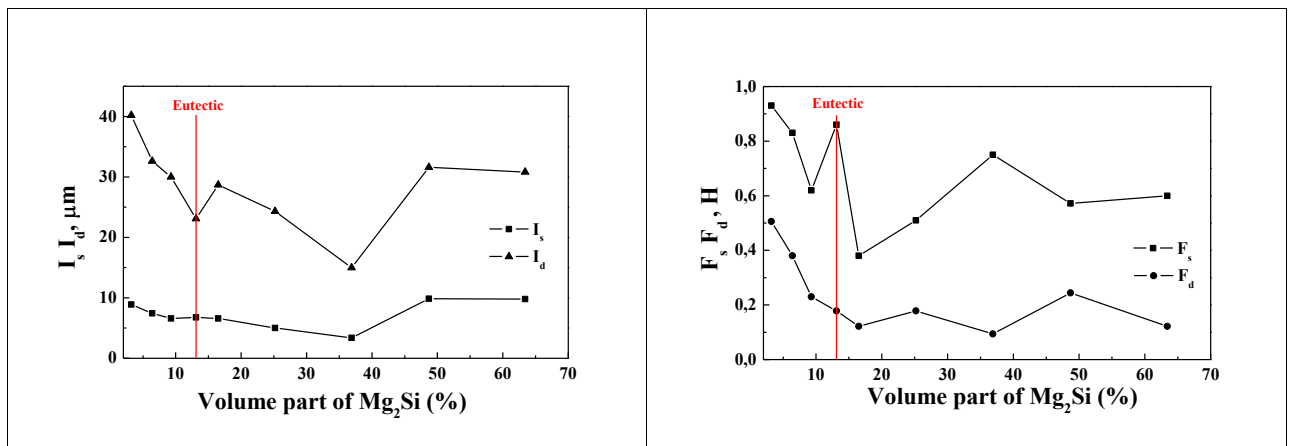 Eutectic
40
30
20
10
0
I_s I_d, μm
I_s
I_d
10 20 30 40 50 60 70
Volume part of Mg₂Si (%)
1,0
Eutectic
0,8
0,6
0,4
0,2
0,0
F_s F_d, H
F_s
F_d
10 20 30 40 50 60 70
Volume part of Mg₂Si (%)